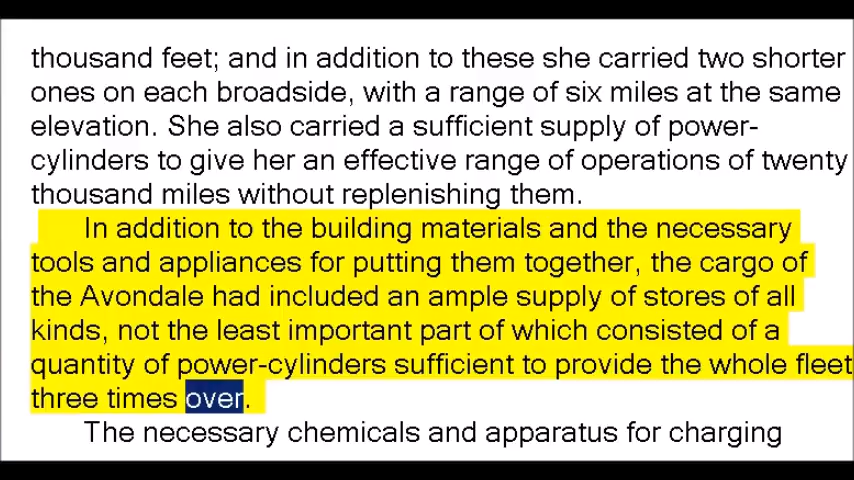 thousand feet; and in addition to these she carried two shorter
ones on each broadside, with a range of six miles at the same
elevation. She also carried a sufficient supply of power-
cylinders to give her an effective range of operations of twenty
thousand miles without replenishing them.
In addition to the building materials and the necessary
tools and appliances for putting them together, the cargo of
the Avondale had included an ample supply of stores of all
kinds, not the least important part of which consisted of a
quantity of power-cylinders sufficient to provide the whole fleet
three times over.
The necessary chemicals and apparatus for charging